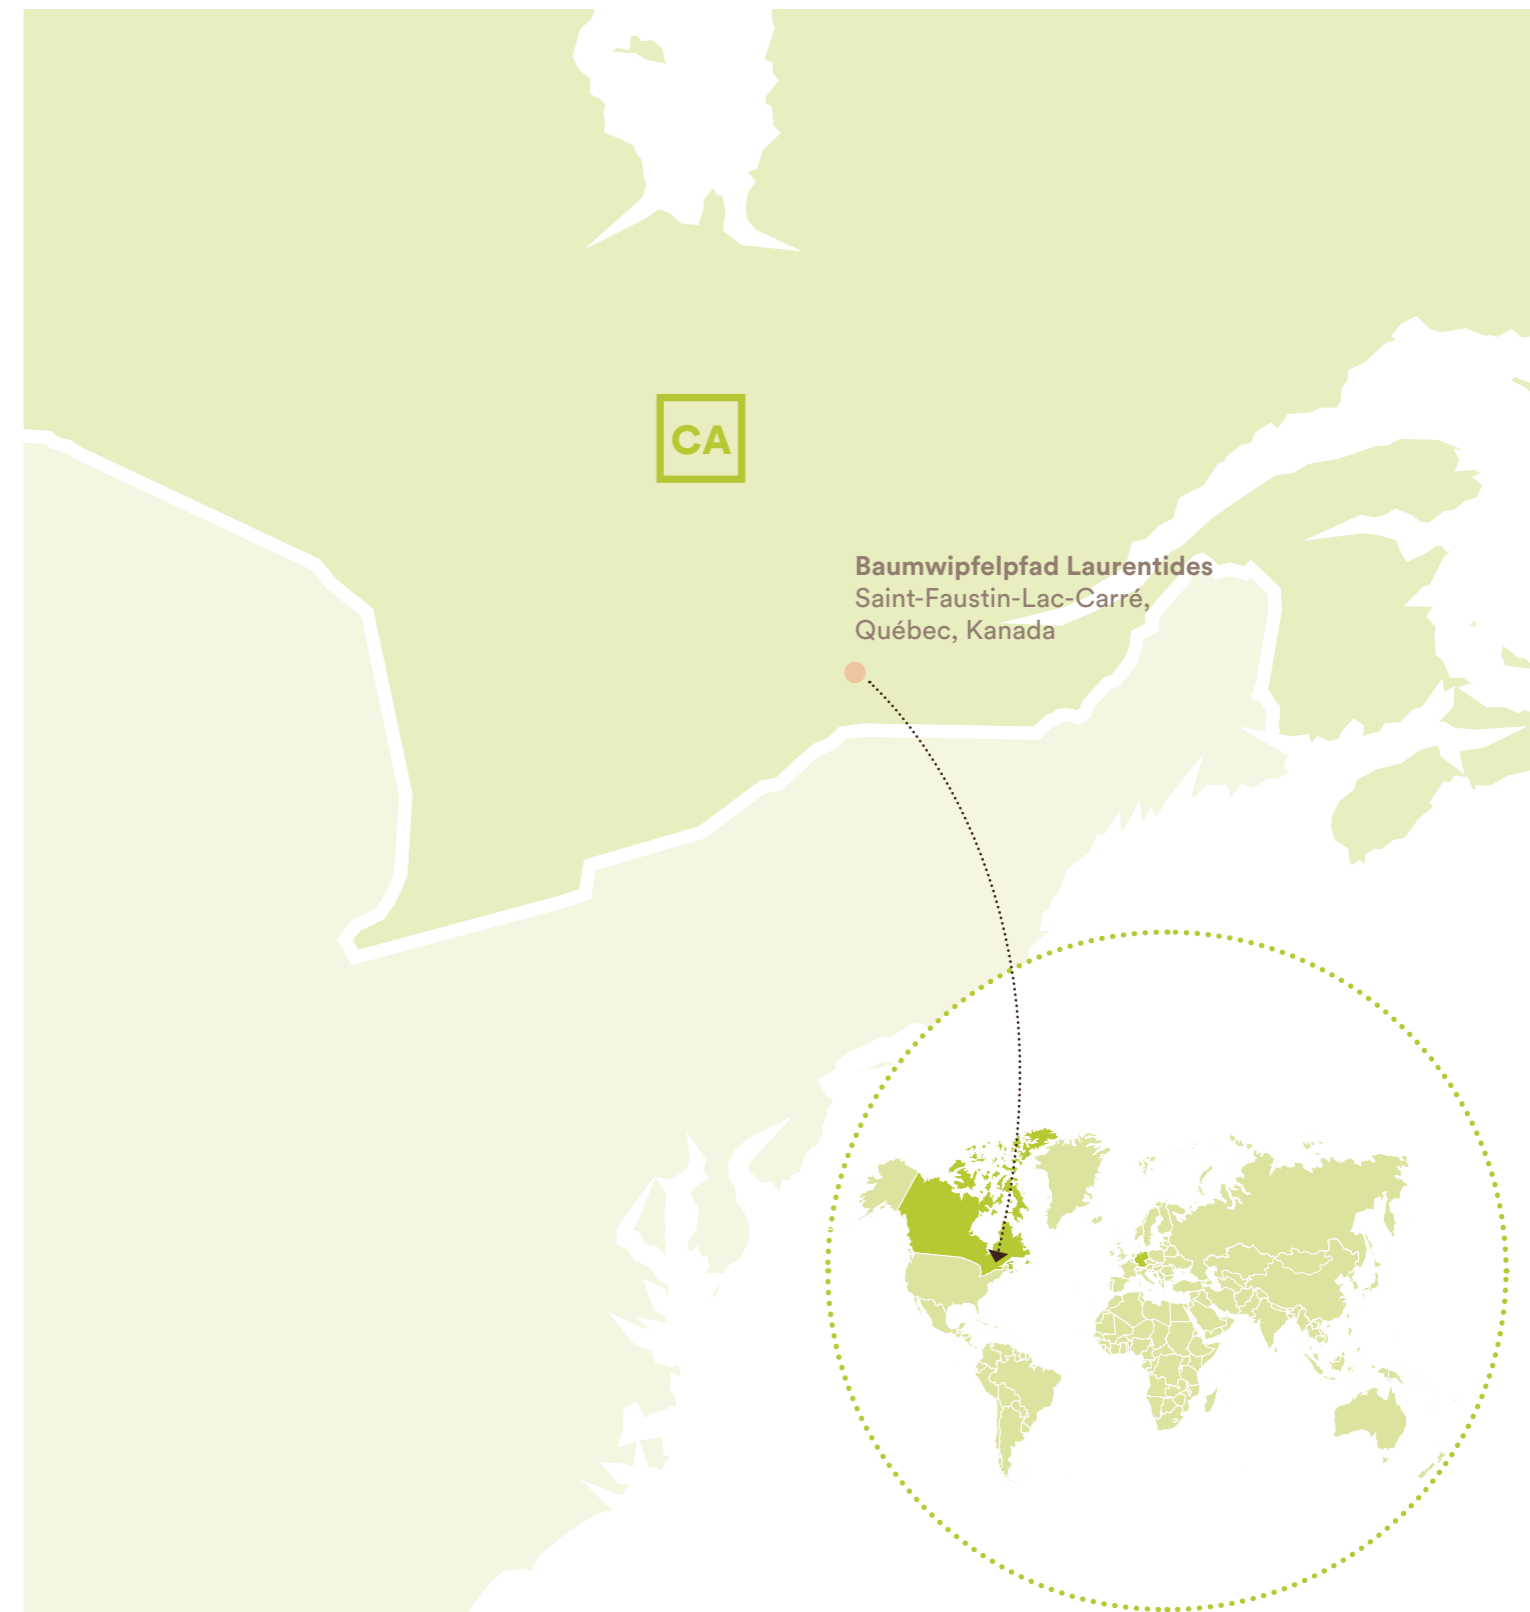 CA
Baumwipfelpfad Laurentides
Saint-Faustin-Lac-Carré,
Québec, Kanada